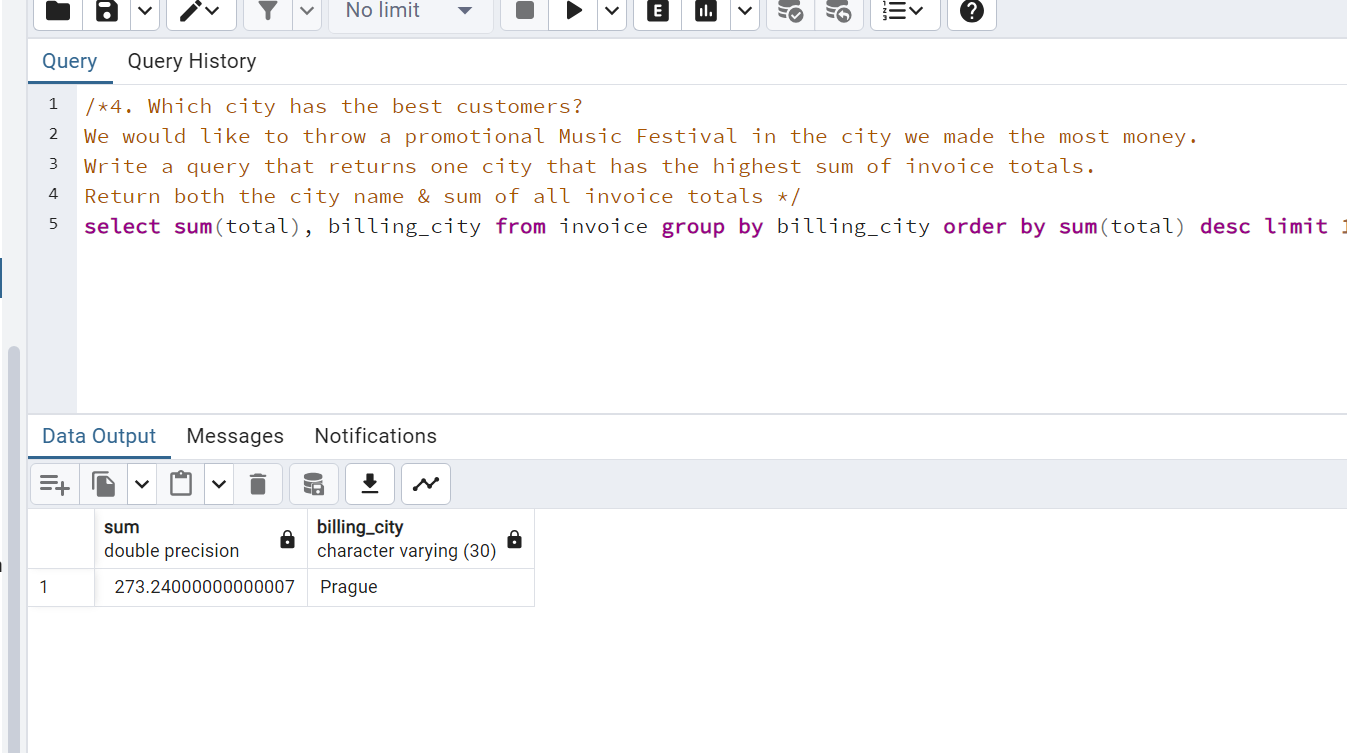 E
No limit
Query Query History
1 /*4. Which city has the best customers?
2 We would like to throw a promotional Music Festival in the city we made the most money.
3 Write a query that returns one city that has the highest sum of invoice totals.
4 Return both the city name & sum of all invoice totals */
5 select sum(total), billing_city from invoice group by billing_city order by sum(total) desc limit 1
Data Output Messages Notifications
sum billing_city
double precision character varying (30)
1 273.24000000000007 Prague